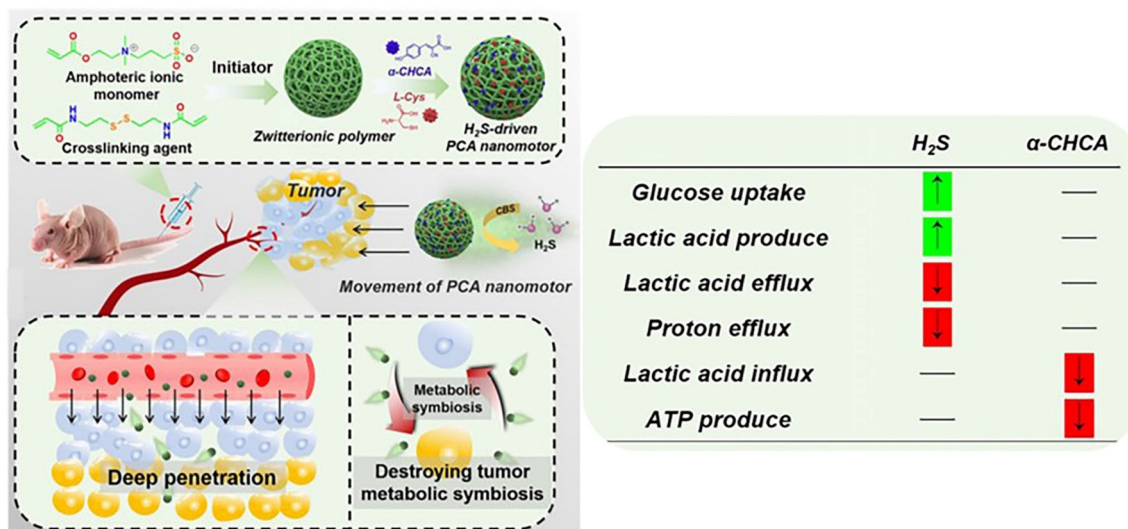 Amphoteric ionic
monomer
Crosslinking agent
Initiator
Zwitterionic polymer
α-CHCA
L-Cys
H₂S-driven
PCA nanomotor
Tumor
CBS
H₂S
Movement of PCA nanomotor
Deep penetration
Metabolic
symbiosis
Destroying tumor
metabolic symbiosis
H₂S α-CHCA
Glucose uptake ↑ —
Lactic acid produce ↑ —
Lactic acid efflux ↓ —
Proton efflux ↓ —
Lactic acid influx — ↓
ATP produce — ↓